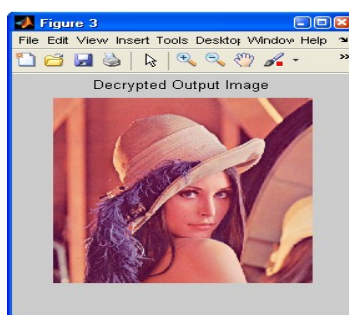 Figure 3
File Edit View Insert Tools Desktop Window Help
Decrypted Output Image